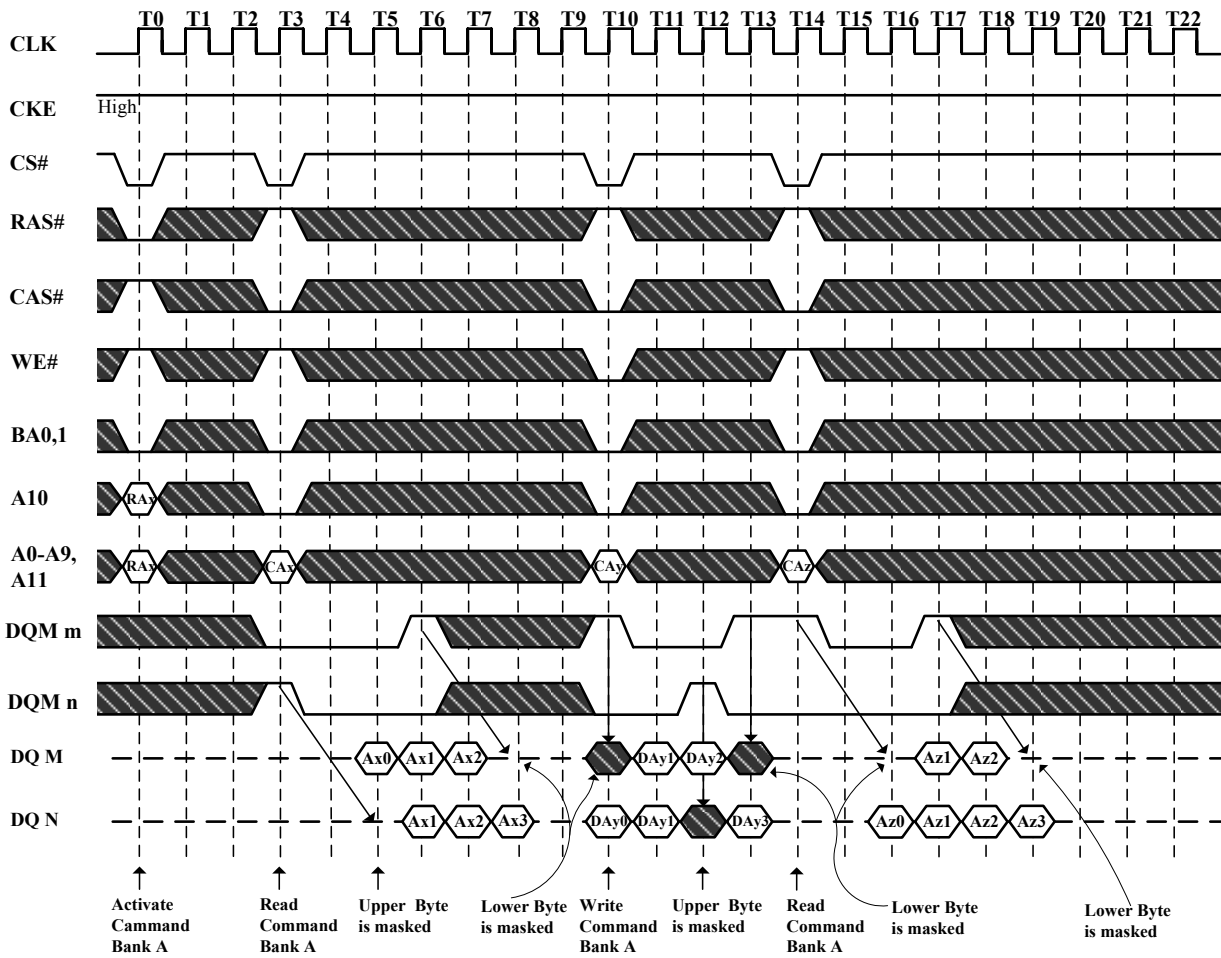 T0 T1 T2 T3 T4 T5 T6 T7 T8 T9 T10 T11 T12 T13 T14 T15 T16 T17 T18 T19 T20 T21 T22
CLK
CKE High
CS#
RAS#
CAS#
WE#
BA0,1
A10 RAx
A0-A9,
A11 RAx CAx CAy CAz
DQM m
DQM n
DQ M Ax0 Ax1 Ax2 DAy1 DAy2 Az1 Az2
DQ N Ax1 Ax2 Ax3 DAy0 DAy1 DAy3 Az0 Az1 Az2 Az3
Activate
Cammand
Bank A
Read
Command
Bank A
Upper Byte
is masked
Lower Byte
is masked
Write
Command
Bank A
Upper Byte
is masked
Read
Command
Bank A
Lower Byte
is masked
Lower Byte
is masked